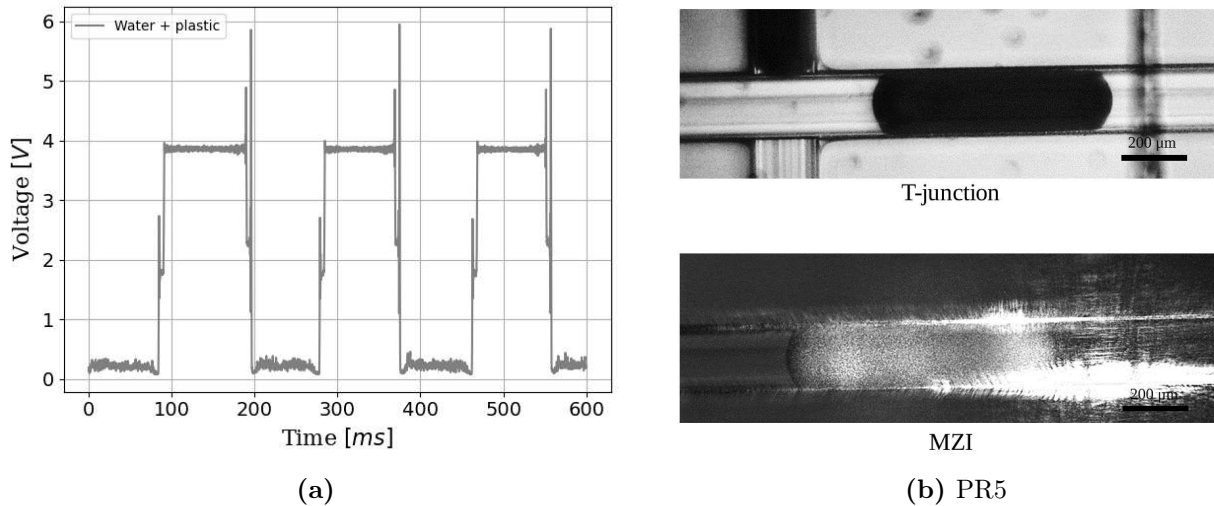 Water + plastic
6
5
4
3
2
1
0
Voltage [V]
0 100 200 300 400 500 600
Time [ms]
(a)
200 μm
T-junction
200 μm
MZI
(b) PR5